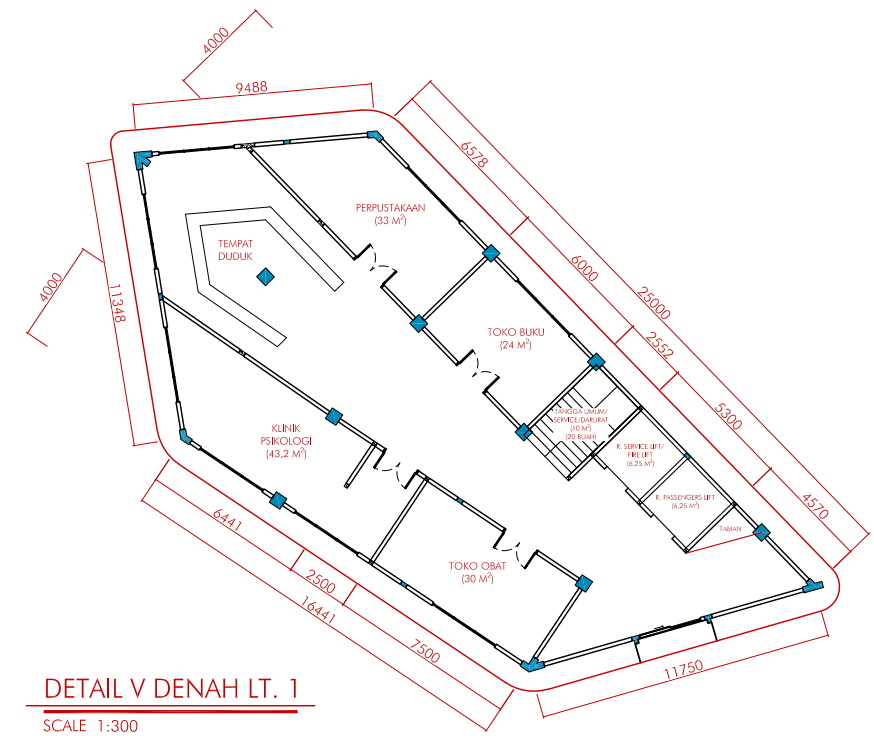 4000
9488
6578
PERPUSTAKAAN
(33 M²)
TEMPAT
DUDUK
6000
25000
4000
11348
2552
TOKO BUKU
(24 M²)
5300
TANGGA UMUM/
SERVICE/DARURAT
(10 M²)
(20 BUAH)
KLINIK
PSIKOLOGI
(43,2 M²)
R. SERVICE LIFT/
FIRE LIFT
(6,25 M²)
R. PASSENGERS LIFT
(6,25 M²)
4570
TAMAN
6441
TOKO OBAT
(30 M²)
2500
16441
7500
11750
DETAIL V DENAH LT. 1
SCALE 1:300